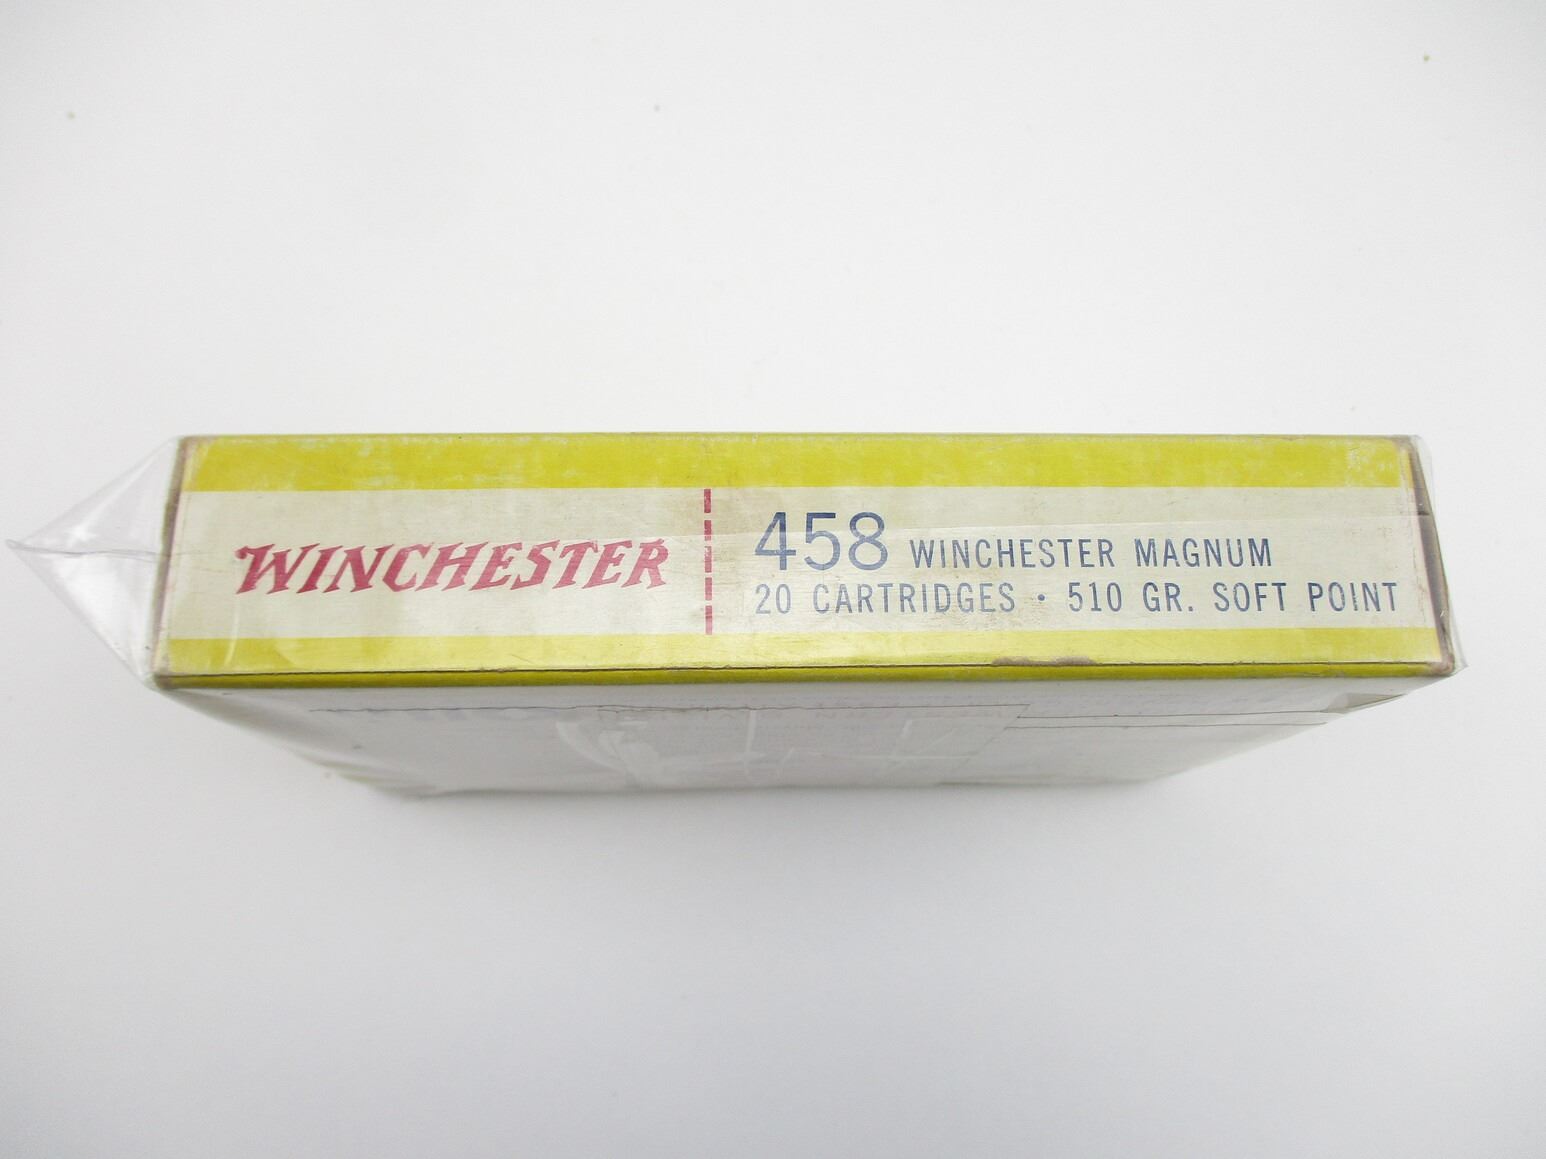 WINCHESTER
458 WINCHESTER MAGNUM
20 CARTRIDGES · 510 GR. SOFT POINT